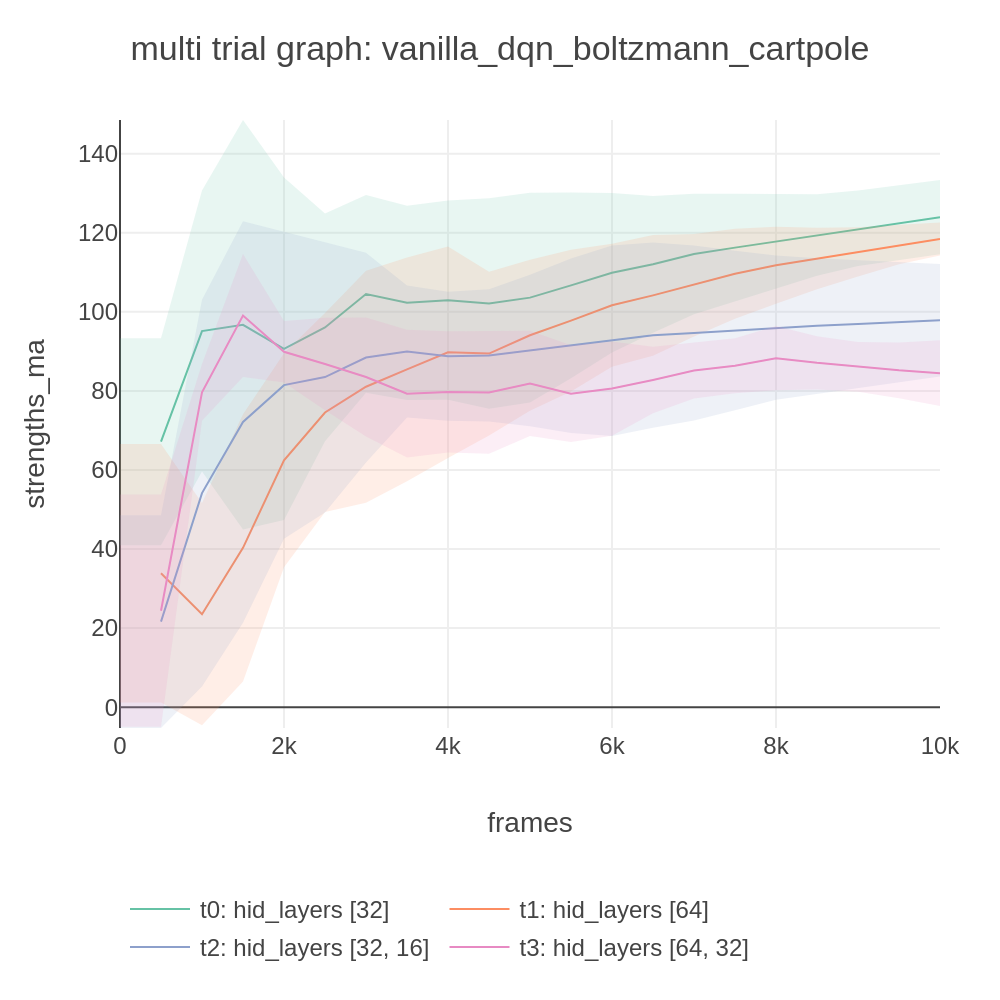 multi trial graph: vanilla_dqn_boltzmann_cartpole
strengths_ma
140
120
100
80
60
40
20
0
0 2k 4k 6k 8k 10k
frames
t0: hid_layers [32] t1: hid_layers [64]
t2: hid_layers [32, 16] t3: hid_layers [64, 32]